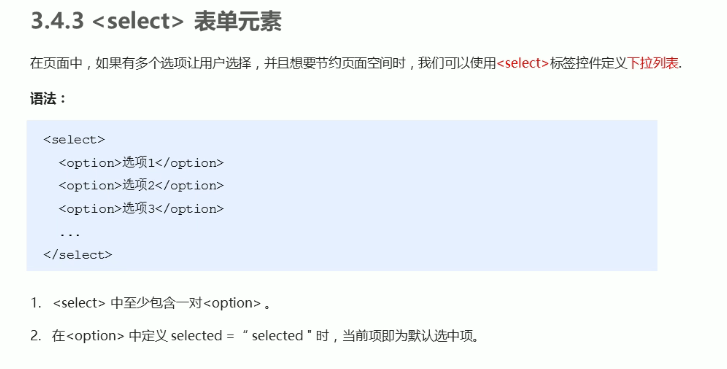 3.4.3 <select> 表单元素
在页面中，如果有多个选项让用户选择，并且想要节约页面空间时，我们可以使用<select>标签控件定义下拉列表.
语法：
<select>
<option>选项1</option>
<option>选项2</option>
<option>选项3</option>
...
</select>
1. <select> 中至少包含一对<option> 。
2. 在<option> 中定义 selected = “ selected " 时，当前项即为默认选中项。